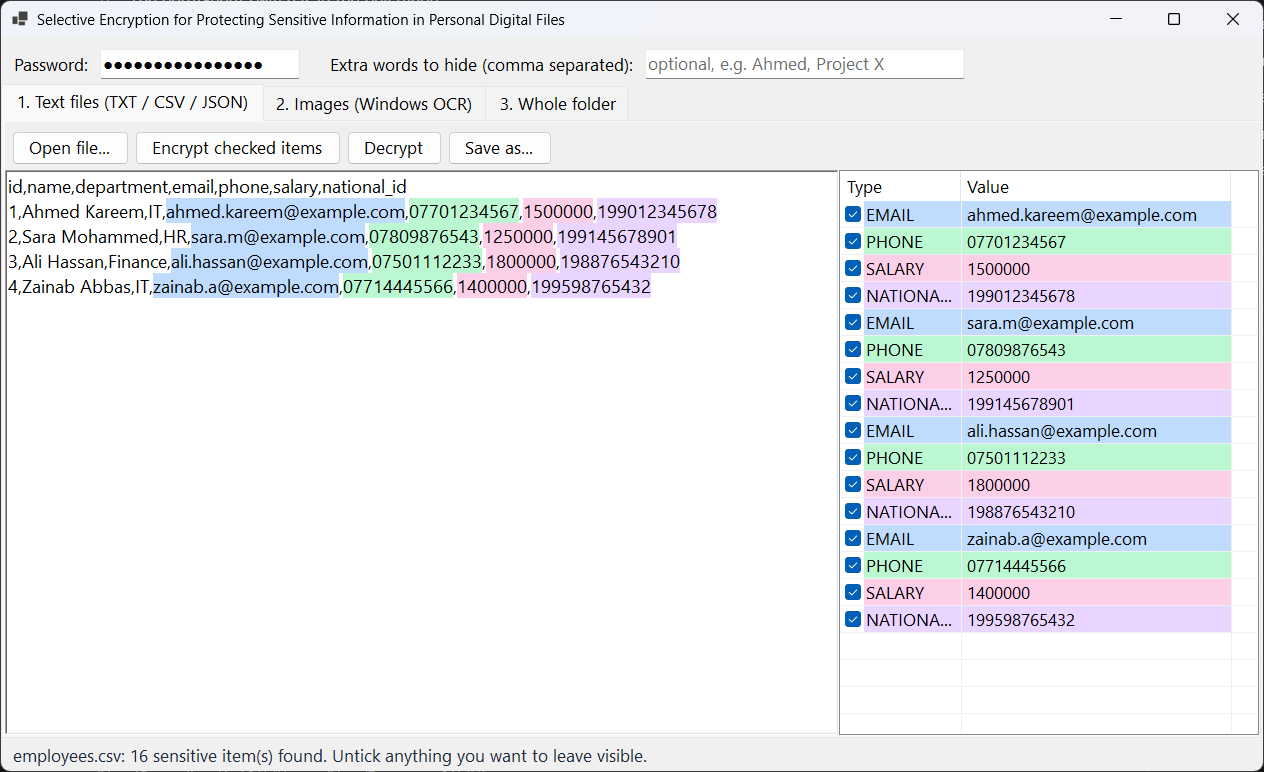 Selective Encryption for Protecting Sensitive Information in Personal Digital Files
Password: ●●●●●●●●●●●●●●●● Extra words to hide (comma separated): optional, e.g. Ahmed, Project X
1. Text files (TXT / CSV / JSON) 2. Images (Windows OCR) 3. Whole folder
Open file... Encrypt checked items Decrypt Save as...
id,name,department,email,phone,salary,national_id
1,Ahmed Kareem,IT,ahmed.kareem@example.com,07701234567,1500000,199012345678
2,Sara Mohammed,HR,sara.m@example.com,07809876543,1250000,199145678901
3,Ali Hassan,Finance,ali.hassan@example.com,07501112233,1800000,198876543210
4,Zainab Abbas,IT,zainab.a@example.com,07714445566,1400000,199598765432
Type Value
EMAIL ahmed.kareem@example.com
PHONE 07701234567
SALARY 1500000
NATIONA... 199012345678
EMAIL sara.m@example.com
PHONE 07809876543
SALARY 1250000
NATIONA... 199145678901
EMAIL ali.hassan@example.com
PHONE 07501112233
SALARY 1800000
NATIONA... 198876543210
EMAIL zainab.a@example.com
PHONE 07714445566
SALARY 1400000
NATIONA... 199598765432
employees.csv: 16 sensitive item(s) found. Untick anything you want to leave visible.